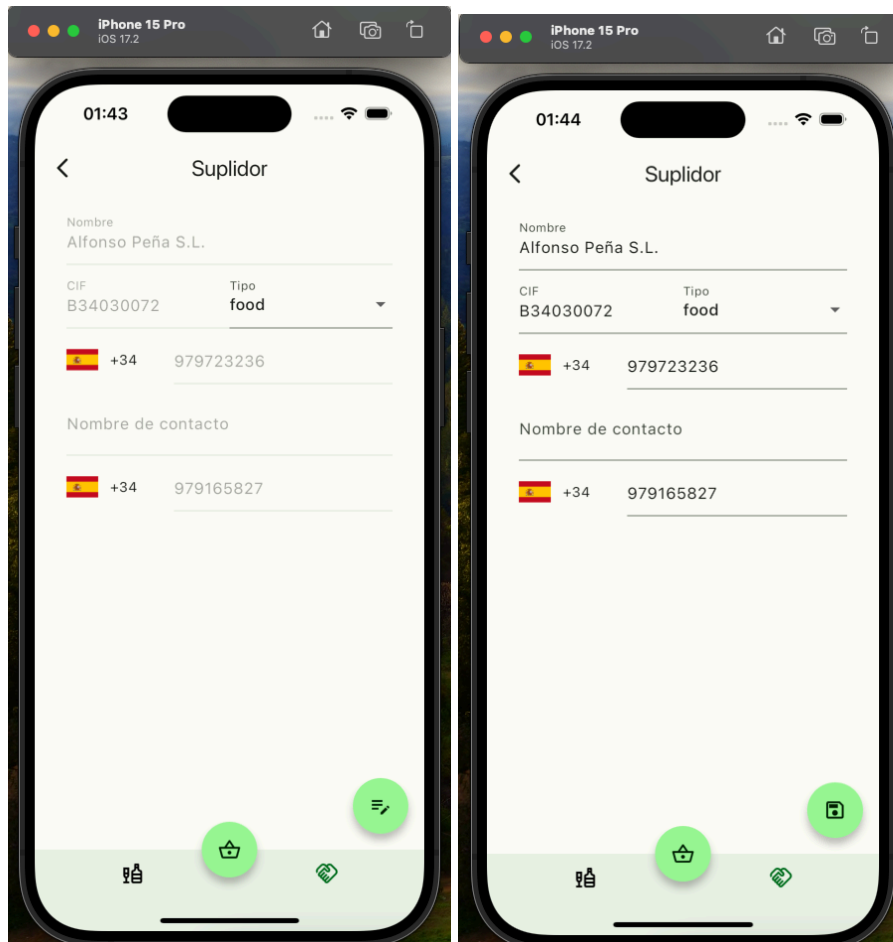 iPhone 15 Pro
iOS 17.2
01:43
Suplidor
Nombre
Alfonso Peña S.L.
CIF
B34030072
Tipo
food
+34
979723236
Nombre de contacto
+34
979165827
iPhone 15 Pro
iOS 17.2
01:44
Suplidor
Nombre
Alfonso Peña S.L.
CIF
B34030072
Tipo
food
+34
979723236
Nombre de contacto
+34
979165827